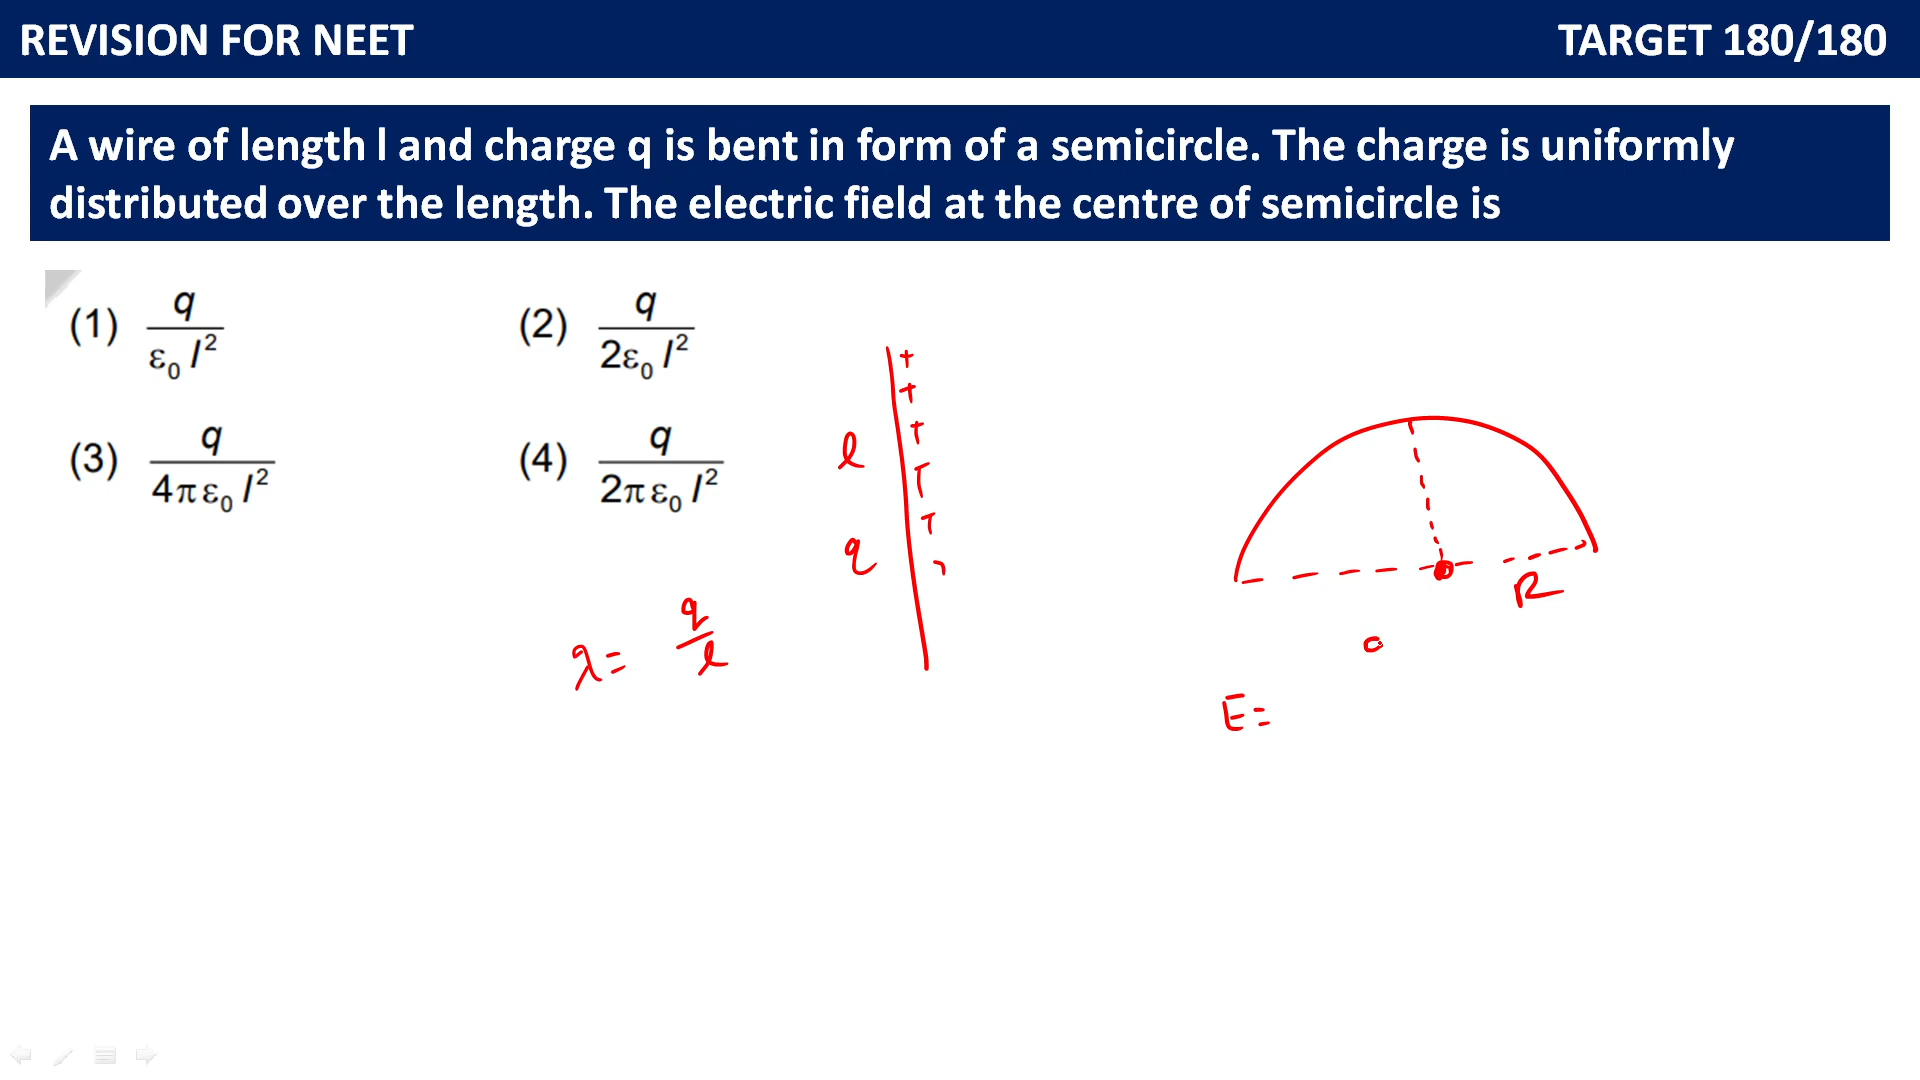 REVISION FOR NEET TARGET 180/180
A wire of length l and charge q is bent in form of a semicircle. The charge is uniformly
distributed over the length. The electric field at the centre of semicircle is
(1) q/ε₀ l² (2) q/2ε₀ l²
(3) q/4πε₀ l² (4) q/2πε₀ l²
+
+
+
+
+
l
q
λ = q/l
R
E=